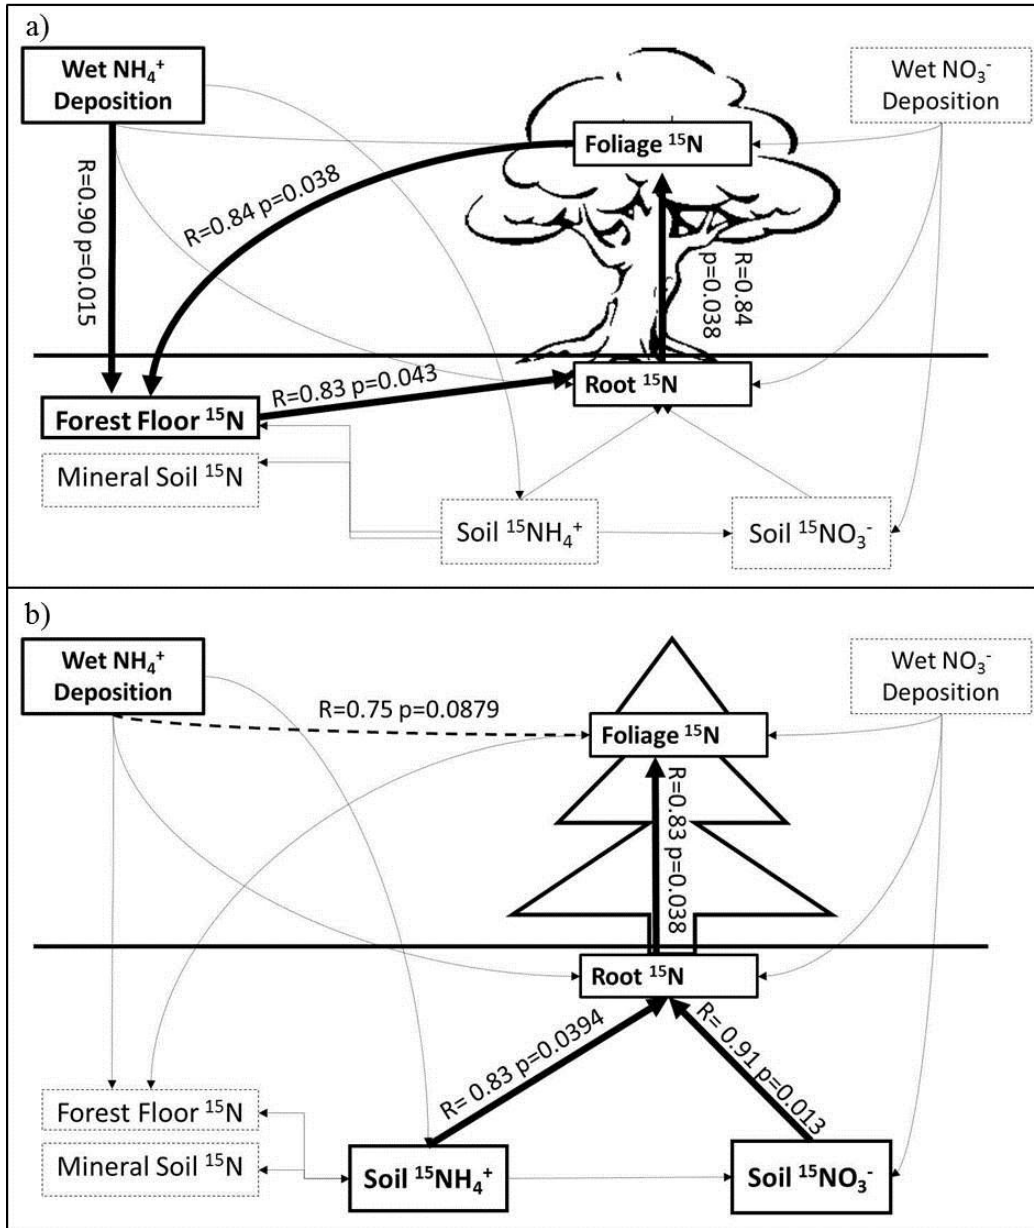 a)
Wet NH₄⁺
Deposition
Wet NO₃⁻
Deposition
Foliage ¹⁵N
R=0.90 p=0.015
R=0.84 p=0.038
R=0.84
p=0.038
R=0.83 p=0.043
Root ¹⁵N
Forest Floor ¹⁵N
Mineral Soil ¹⁵N
Soil ¹⁵NH₄⁺
Soil ¹⁵NO₃⁻
b)
Wet NH₄⁺
Deposition
Wet NO₃⁻
Deposition
R=0.75 p=0.0879
Foliage ¹⁵N
R=0.83 p=0.038
Root ¹⁵N
R= 0.83 p=0.0394
R= 0.91 p=0.013
Forest Floor ¹⁵N
Mineral Soil ¹⁵N
Soil ¹⁵NH₄⁺
Soil ¹⁵NO₃⁻